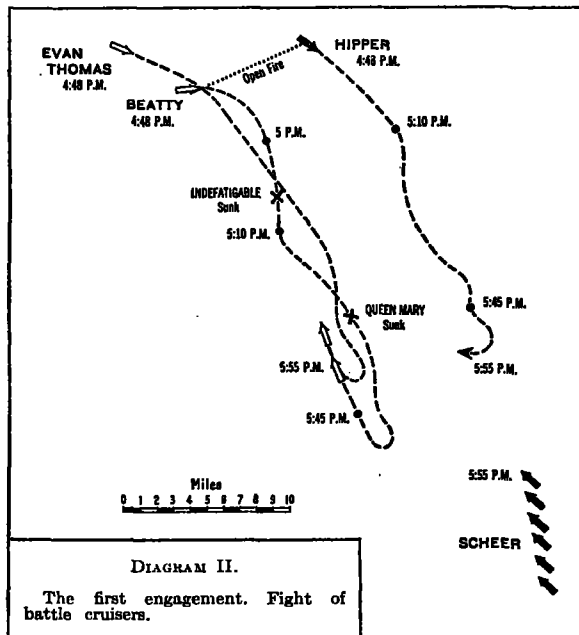 EVAN
THOMAS
4:48 P.M.
HIPPER
4:48 P.M.
Open Fire
BEATTY
4:48 P.M.
5:10 P.M.
5 P.M.
INDEFATIGABLE
Sunk
5:10 P.M.
5:45 P.M.
QUEEN MARY
Sunk
5:55 P.M.
5:55 P.M.
5:45 P.M.
5:55 P.M.
Miles
0 1 2 3 4 5 6 7 8 9 10
SCHEER
DIAGRAM II.
The first engagement. Fight of
battle cruisers.